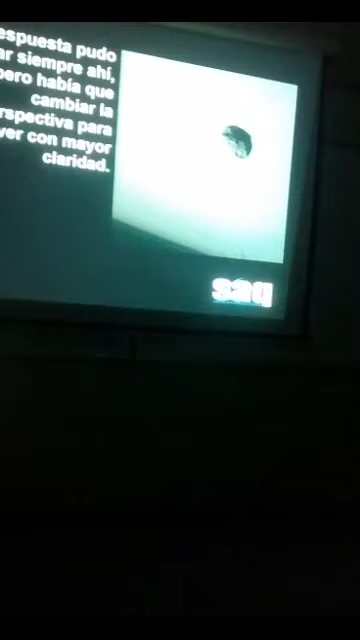 espuesta pudo
ar siempre ahí,
pero había que
cambiar la
rspectiva para
ver con mayor
claridad.
saq